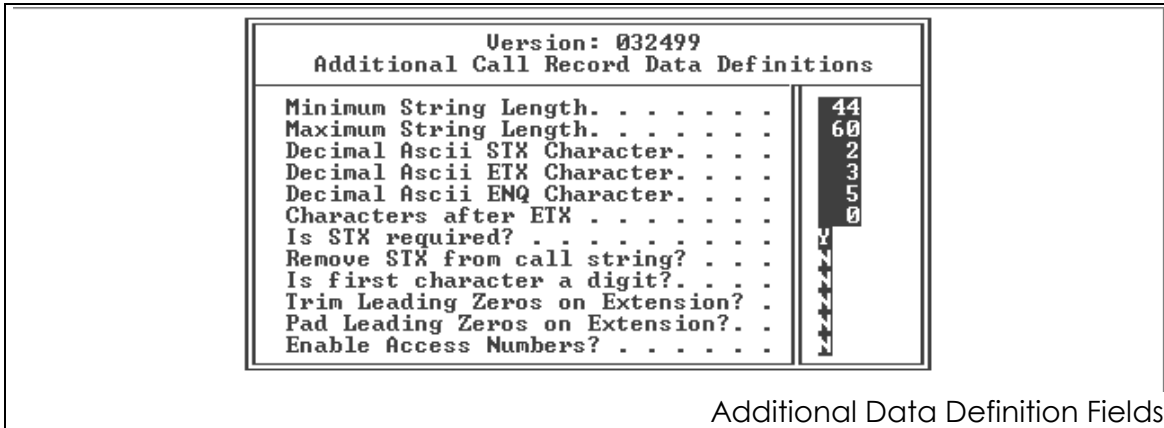 Version: 032499
Additional Call Record Data Definitions
Minimum String Length. . . . . . . 44
Maximum String Length. . . . . . . 60
Decimal Ascii STX Character. . . . 2
Decimal Ascii ETX Character. . . . 3
Decimal Ascii ENQ Character. . . . 5
Characters after ETX . . . . . . . 0
Is STX required? . . . . . . . . . Y
Remove STX from call string? . . .
Is first character a digit?. . . .
Trim Leading Zeros on Extension? .
Pad Leading Zeros on Extension?. .
Enable Access Numbers? . . . . . .
Additional Data Definition Fields